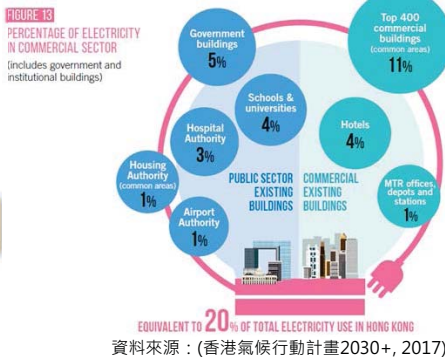 FIGURE 13
PERCENTAGE OF ELECTRICITY
IN COMMERCIAL SECTOR
(includes government and
institutional buildings)
Government
buildings
5%
Top 400
commercial
buildings
(common areas)
11%
Schools &
universities
4%
Hospital
Authority
3%
Hotels
4%
Housing
Authority
(common areas)
1%
Airport
Authority
1%
PUBLIC SECTOR
EXISTING
BUILDINGS
COMMERCIAL
EXISTING
BUILDINGS
MTR offices,
depots and
stations
1%
EQUIVALENT TO 20% OF TOTAL ELECTRICITY USE IN HONG KONG
資料來源：(香港氣候行動計畫2030+, 2017)